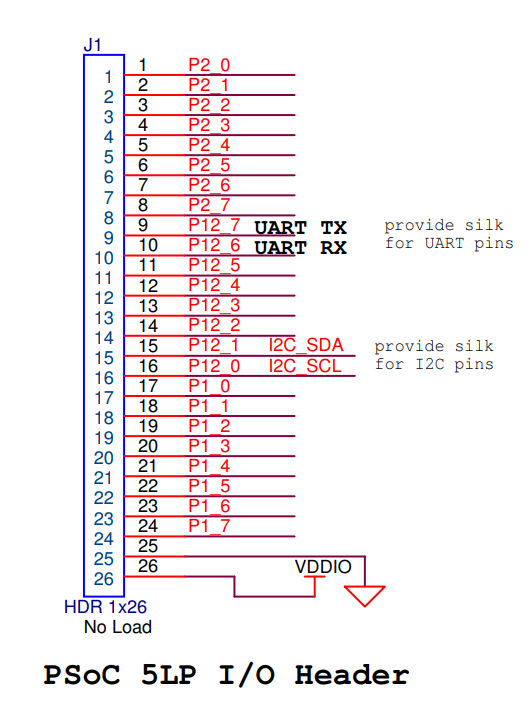 J1
1 1 P2_0
2 2 P2_1
3 3 P2_2
4 4 P2_3
5 5 P2_4
6 6 P2_5
7 7 P2_6
8 8 P2_7
9 9 P12_7 UART TX provide silk
10 10 P12_6 UART RX for UART pins
11 11 P12_5
12 12 P12_4
13 13 P12_3
14 14 P12_2
15 15 P12_1 I2C_SDA provide silk
16 16 P12_0 I2C_SCL for I2C pins
17 17 P1_0
18 18 P1_1
19 19 P1_2
20 20 P1_3
21 21 P1_4
22 22 P1_5
23 23 P1_6
24 24 P1_7
25 25
26 26 VDDIO
HDR 1x26
No Load
PSoC 5LP I/O Header